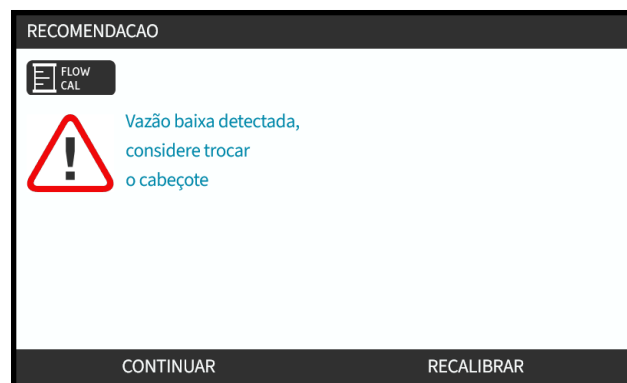 RECOMENDACAO
FLOW
CAL
Vazão baixa detectada,
considere trocar
o cabeçote
CONTINUAR
RECALIBRAR